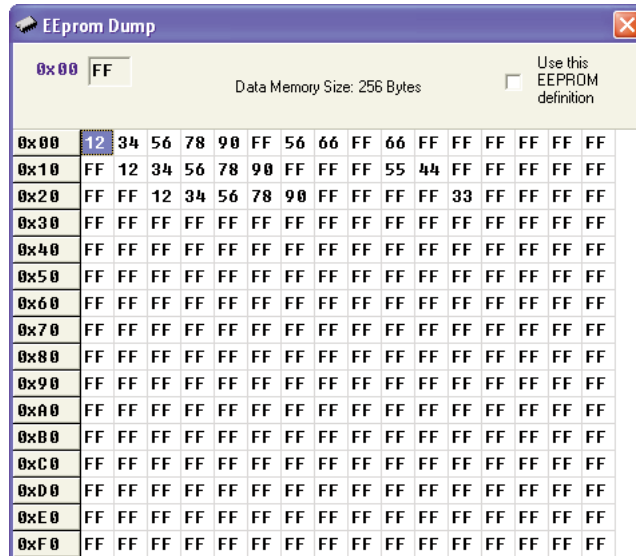 EEprom Dump
0x00 FF
Data Memory Size: 256 Bytes
Use this
EEPROM
definition
0x00 12 34 56 78 90 FF 56 66 FF 66 FF FF FF FF FF FF
0x10 FF 12 34 56 78 90 FF FF FF 55 44 FF FF FF FF FF
0x20 FF FF 12 34 56 78 90 FF FF FF FF 33 FF FF FF FF
0x30 FF FF FF FF FF FF FF FF FF FF FF FF FF FF FF FF
0x40 FF FF FF FF FF FF FF FF FF FF FF FF FF FF FF FF
0x50 FF FF FF FF FF FF FF FF FF FF FF FF FF FF FF FF
0x60 FF FF FF FF FF FF FF FF FF FF FF FF FF FF FF FF
0x70 FF FF FF FF FF FF FF FF FF FF FF FF FF FF FF FF
0x80 FF FF FF FF FF FF FF FF FF FF FF FF FF FF FF FF
0x90 FF FF FF FF FF FF FF FF FF FF FF FF FF FF FF FF
0xA0 FF FF FF FF FF FF FF FF FF FF FF FF FF FF FF FF
0xB0 FF FF FF FF FF FF FF FF FF FF FF FF FF FF FF FF
0xC0 FF FF FF FF FF FF FF FF FF FF FF FF FF FF FF FF
0xD0 FF FF FF FF FF FF FF FF FF FF FF FF FF FF FF FF
0xE0 FF FF FF FF FF FF FF FF FF FF FF FF FF FF FF FF
0xF0 FF FF FF FF FF FF FF FF FF FF FF FF FF FF FF FF